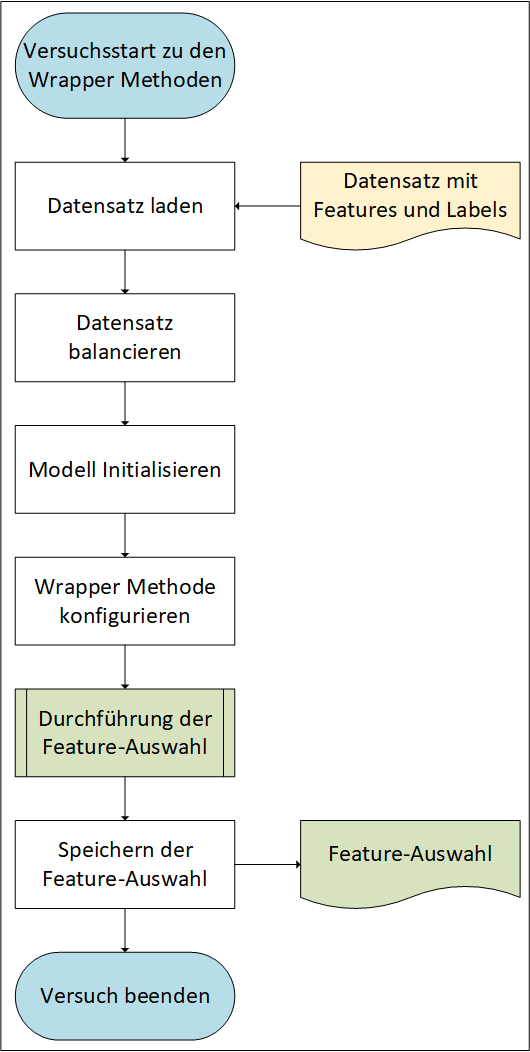 Versuchsstart zu den
Wrapper Methoden
Datensatz laden
Datensatz mit
Features und Labels
Datensatz
balancieren
Modell Initialisieren
Wrapper Methode
konfigurieren
Durchführung der
Feature-Auswahl
Speichern der
Feature-Auswahl
Feature-Auswahl
Versuch beenden